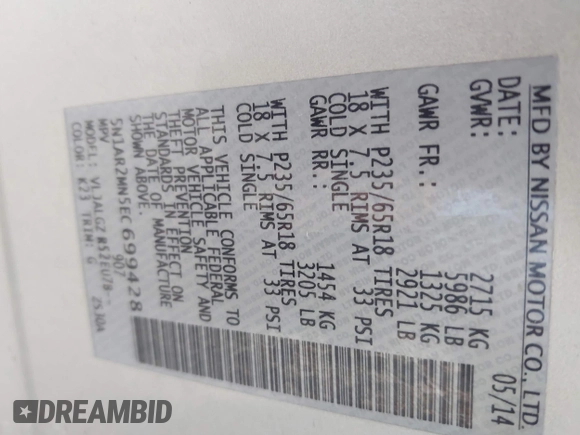 MFD BY NISSAN MOTOR CO., LTD.
DATE: 05/14
GVWR: 2715 KG
5986 LB
GAWR FR.: 1325 KG
2921 LB
WITH P235/65R18 TIRES
18 X 7.5 RIMS AT 33 PSI
COLD SINGLE
GAWR RR.: 1454 KG
3205 LB
WITH P235/65R18 TIRES
18 X 7.5 RIMS AT 33 PSI
COLD SINGLE
THIS VEHICLE CONFORMS TO
ALL APPLICABLE FEDERAL
MOTOR VEHICLE SAFETY AND
THEFT PREVENTION
STANDARDS IN EFFECT ON
THE DATE OF MANUFACTURE
SHOWN ABOVE.
5N1AR2MN5EC699428
MPV 907
MODEL:
COLOR: K23 TRIM: G 2530A
DREAMBID